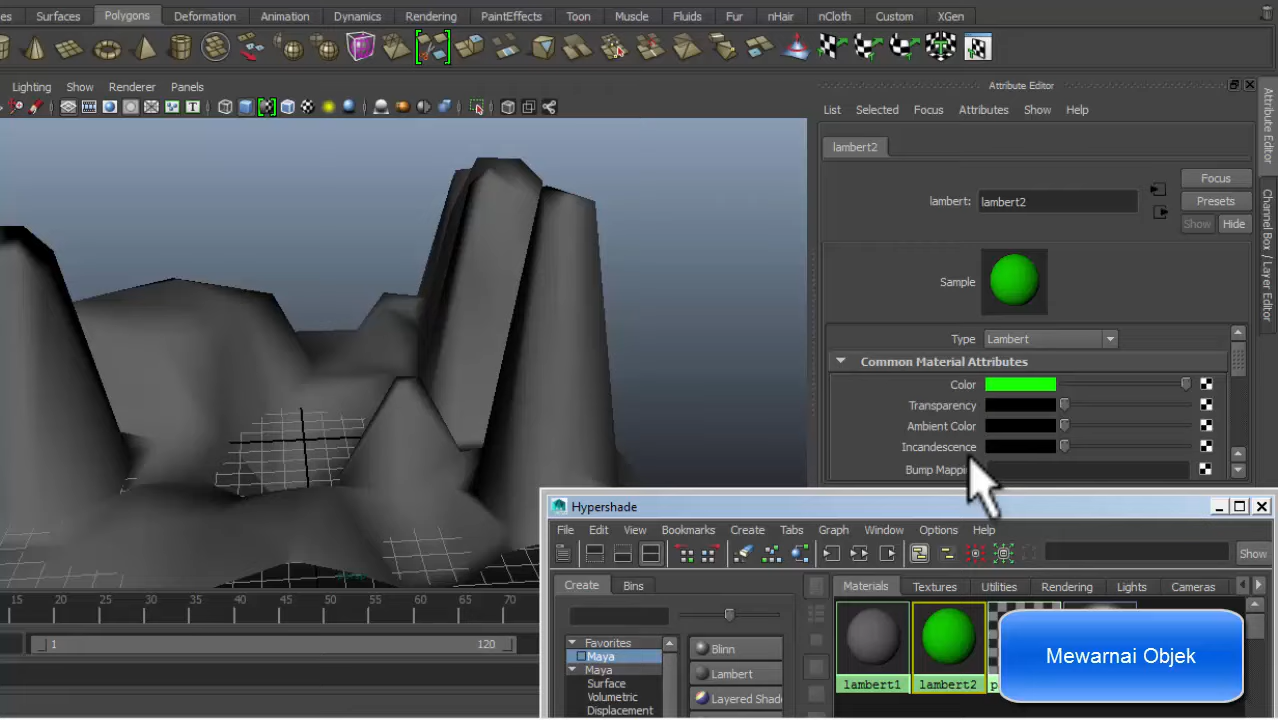 es Surfaces Polygons Deformation Animation Dynamics Rendering PaintEffects Toon Muscle Fluids Fur nHair nCloth Custom XGen
Lighting Show Renderer Panels
Attribute Editor
List Selected Focus Attributes Show Help
lambert2
Focus
lambert: lambert2
Presets
Show Hide
Sample
Type Lambert
Common Material Attributes
Color
Transparency
Ambient Color
Incandescence
Bump Mappin
Attribute Editor
Channel Box / Layer Editor
15 20 25 30 35 40 45 50 55 60 65 70
1 120
Hypershade
File Edit View Bookmarks Create Tabs Graph Window Options Help
Show
Create Bins
Favorites
Maya
Maya
Surface
Volumetric
Displacement
Blinn
Lambert
Layered Shade
Materials Textures Utilities Rendering Lights Cameras
lambert1 lambert2 p
Mewarnai Objek